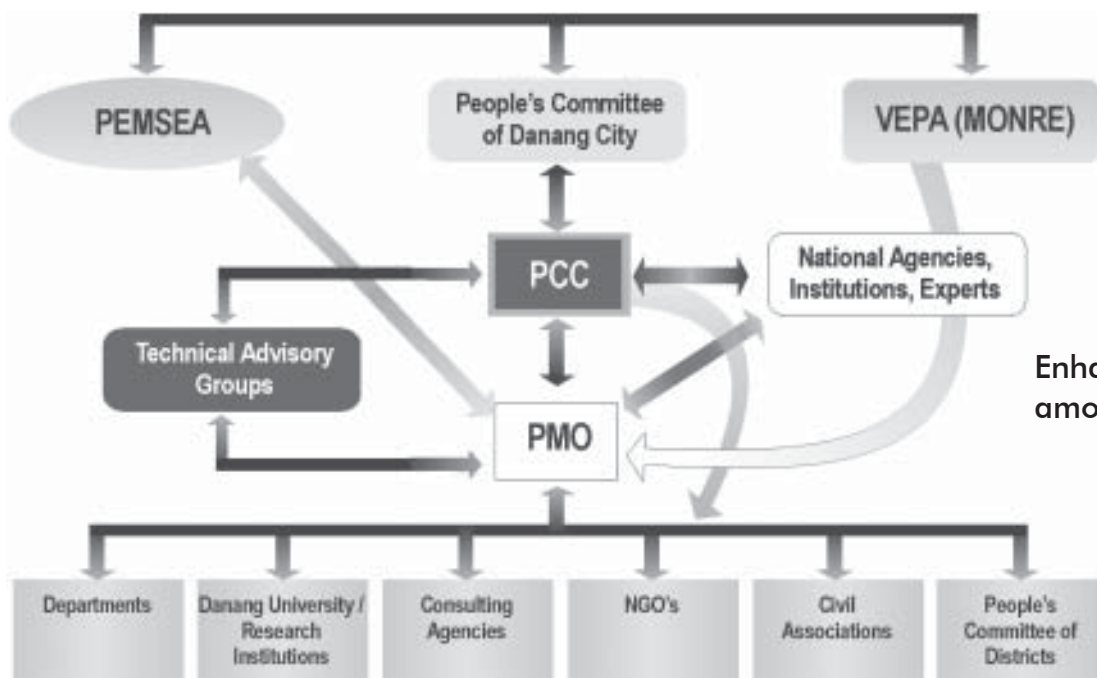 PEMSEA
People's Committee
of Danang City
VEPA (MONRE)
PCC
National Agencies,
Institutions, Experts
Technical Advisory
Groups
PMO
Departments
Danang University /
Research
Institutions
Consulting
Agencies
NGO's
Civil
Associations
People's
Committee of
Districts